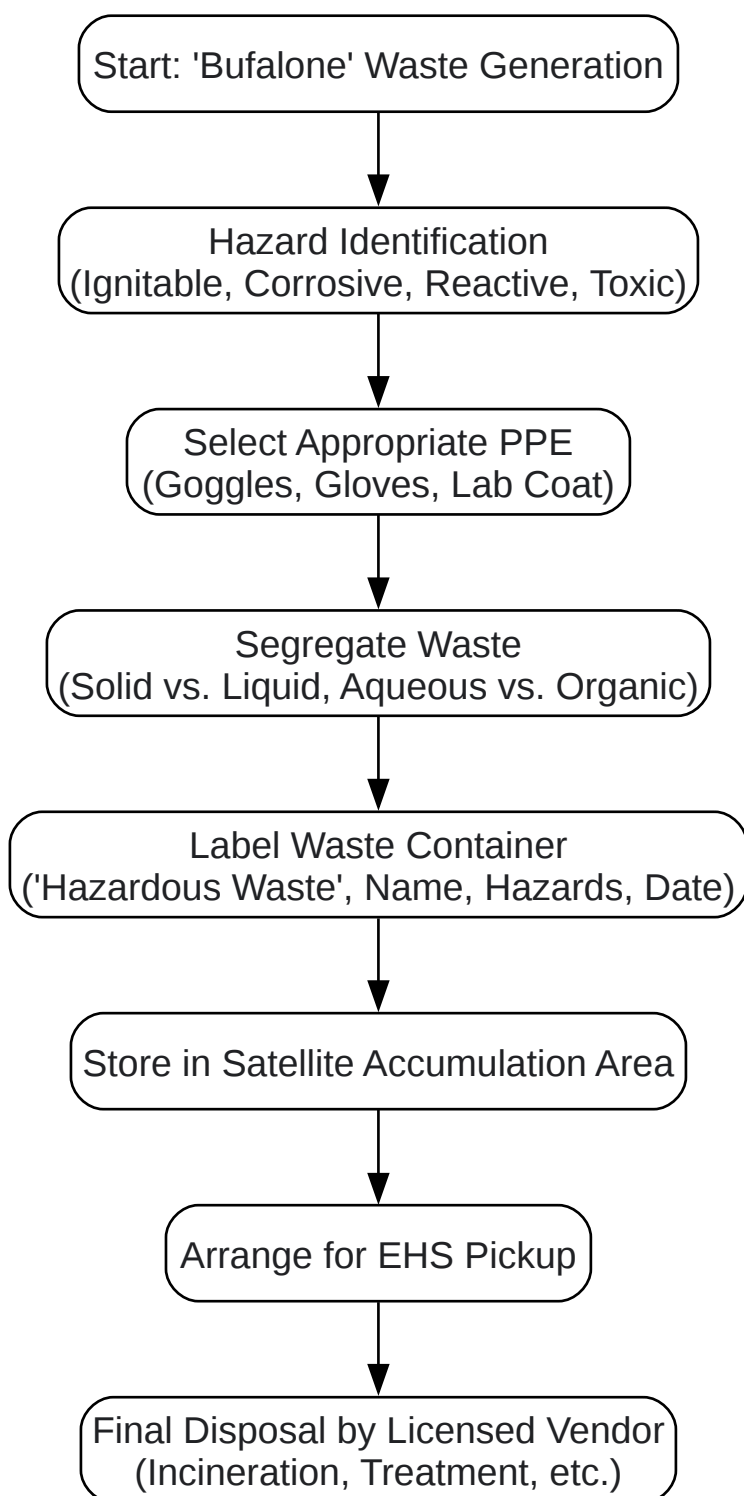 Start: 'Bufalone' Waste Generation
Hazard Identification
(Ignitable, Corrosive, Reactive, Toxic)
Select Appropriate PPE
(Goggles, Gloves, Lab Coat)
Segregate Waste
(Solid vs. Liquid, Aqueous vs. Organic)
Label Waste Container
('Hazardous Waste', Name, Hazards, Date)
Store in Satellite Accumulation Area
Arrange for EHS Pickup
Final Disposal by Licensed Vendor
(Incineration, Treatment, etc.)